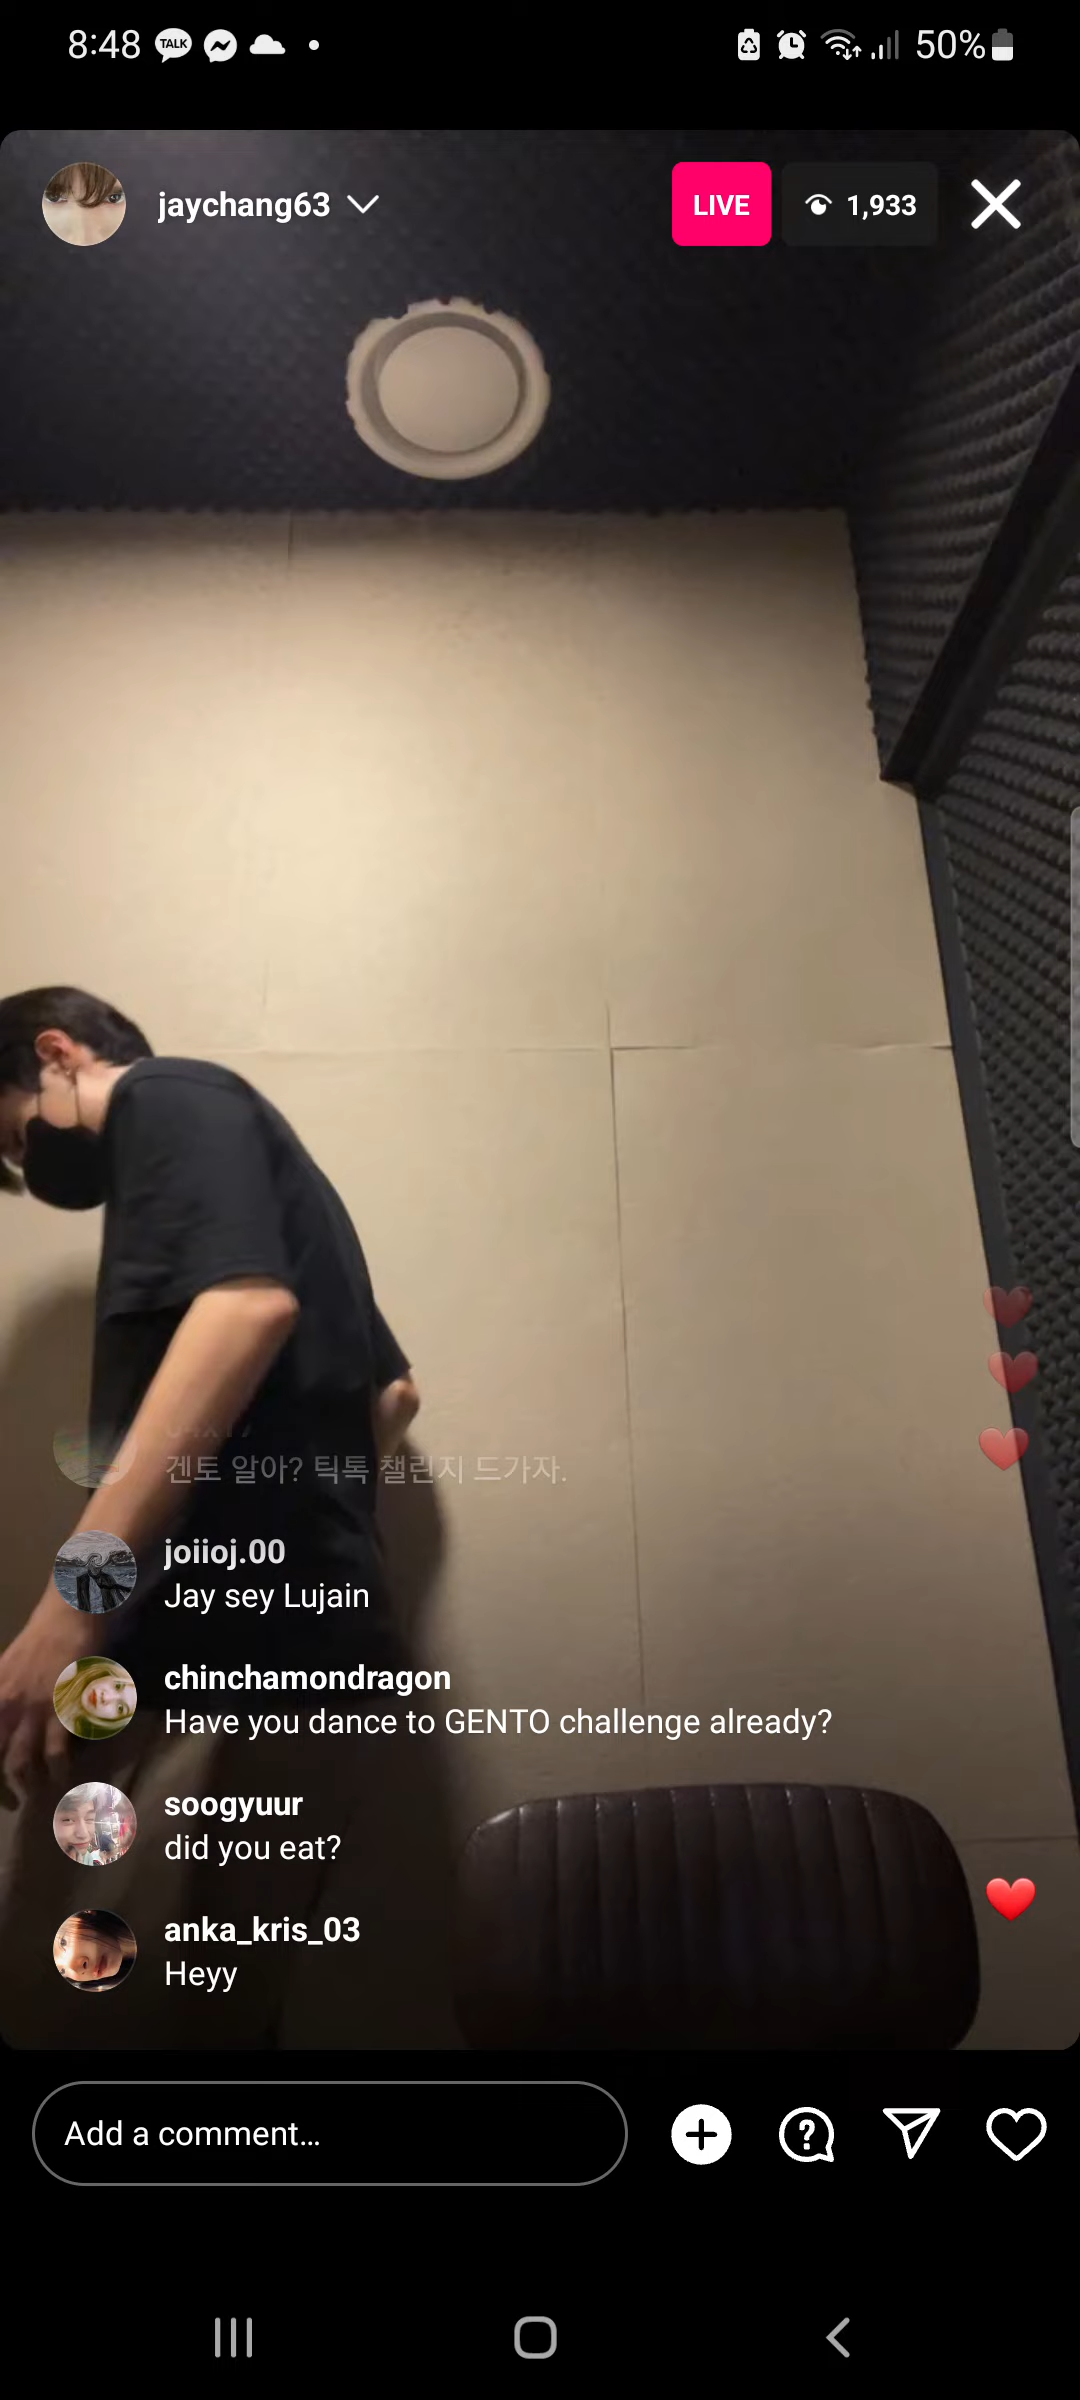 8:48
TALK
50%
jaychang63
LIVE
1,933
겐토 알아? 틱톡 챌린지 드가자.
joiioj.00
Jay sey Lujain
chinchamondragon
Have you dance to GENTO challenge already?
soogyuur
did you eat?
anka_kris_03
Heyy
Add a comment...